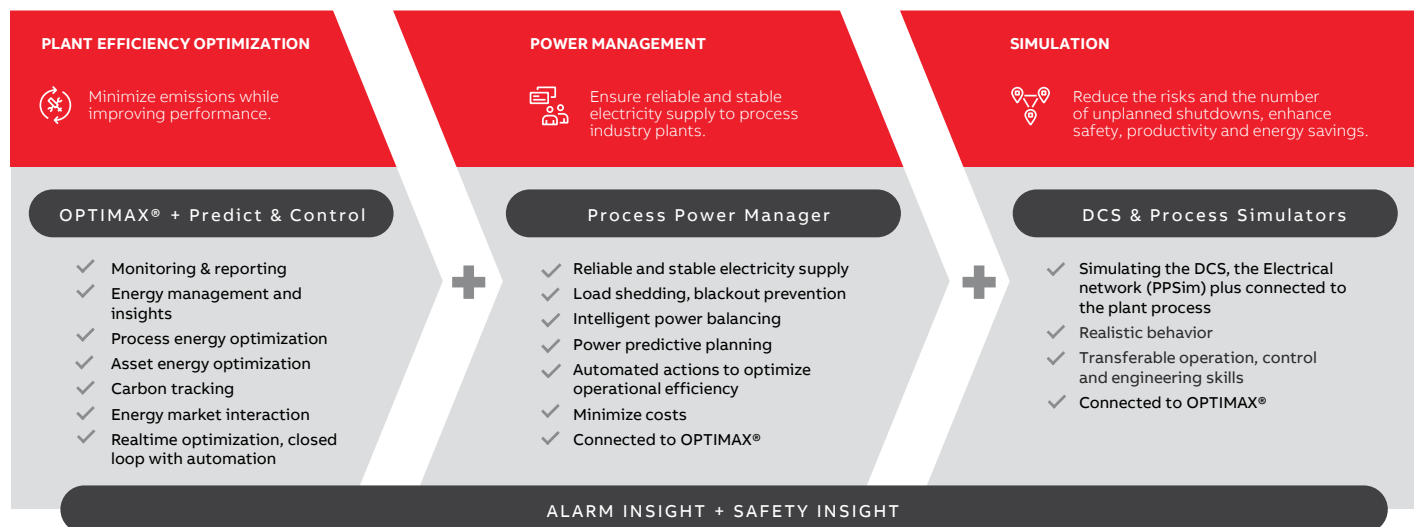 PLANT EFFICIENCY OPTIMIZATION
Minimize emissions while
improving performance.
OPTIMAX® + Predict & Control
Monitoring & reporting
Energy management and
insights
Process energy optimization
Asset energy optimization
Carbon tracking
Energy market interaction
Realtime optimization, closed
loop with automation
POWER MANAGEMENT
Ensure reliable and stable
electricity supply to process
industry plants.
Process Power Manager
Reliable and stable electricity supply
Load shedding, blackout prevention
Intelligent power balancing
Power predictive planning
Automated actions to optimize
operational efficiency
Minimize costs
Connected to OPTIMAX®
SIMULATION
Reduce the risks and the number
of unplanned shutdowns, enhance
safety, productivity and energy savings.
DCS & Process Simulators
Simulating the DCS, the Electrical
network (PPSim) plus connected to
the plant process
Realistic behavior
Transferable operation, control
and engineering skills
Connected to OPTIMAX®
ALARM INSIGHT + SAFETY INSIGHT